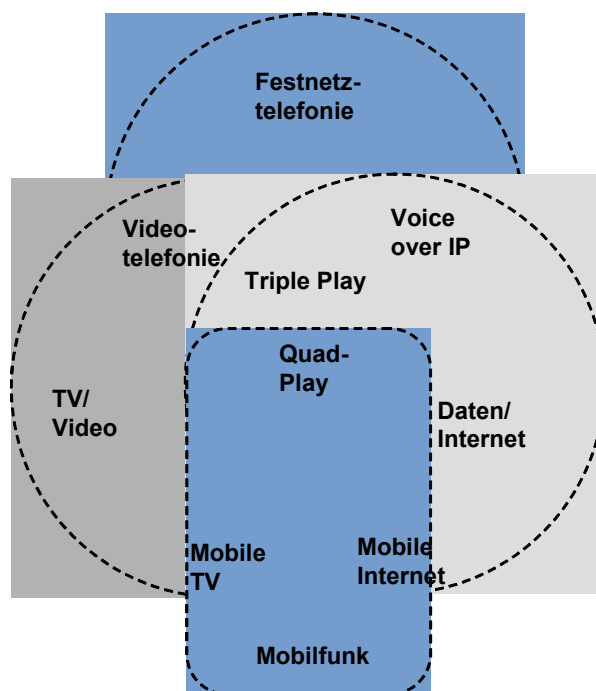 Festnetz-
telefonie
Video-
telefonie
Voice
over IP
Triple Play
Quad-
Play
TV/
Video
Daten/
Internet
Mobile
TV
Mobile
Internet
Mobilfunk